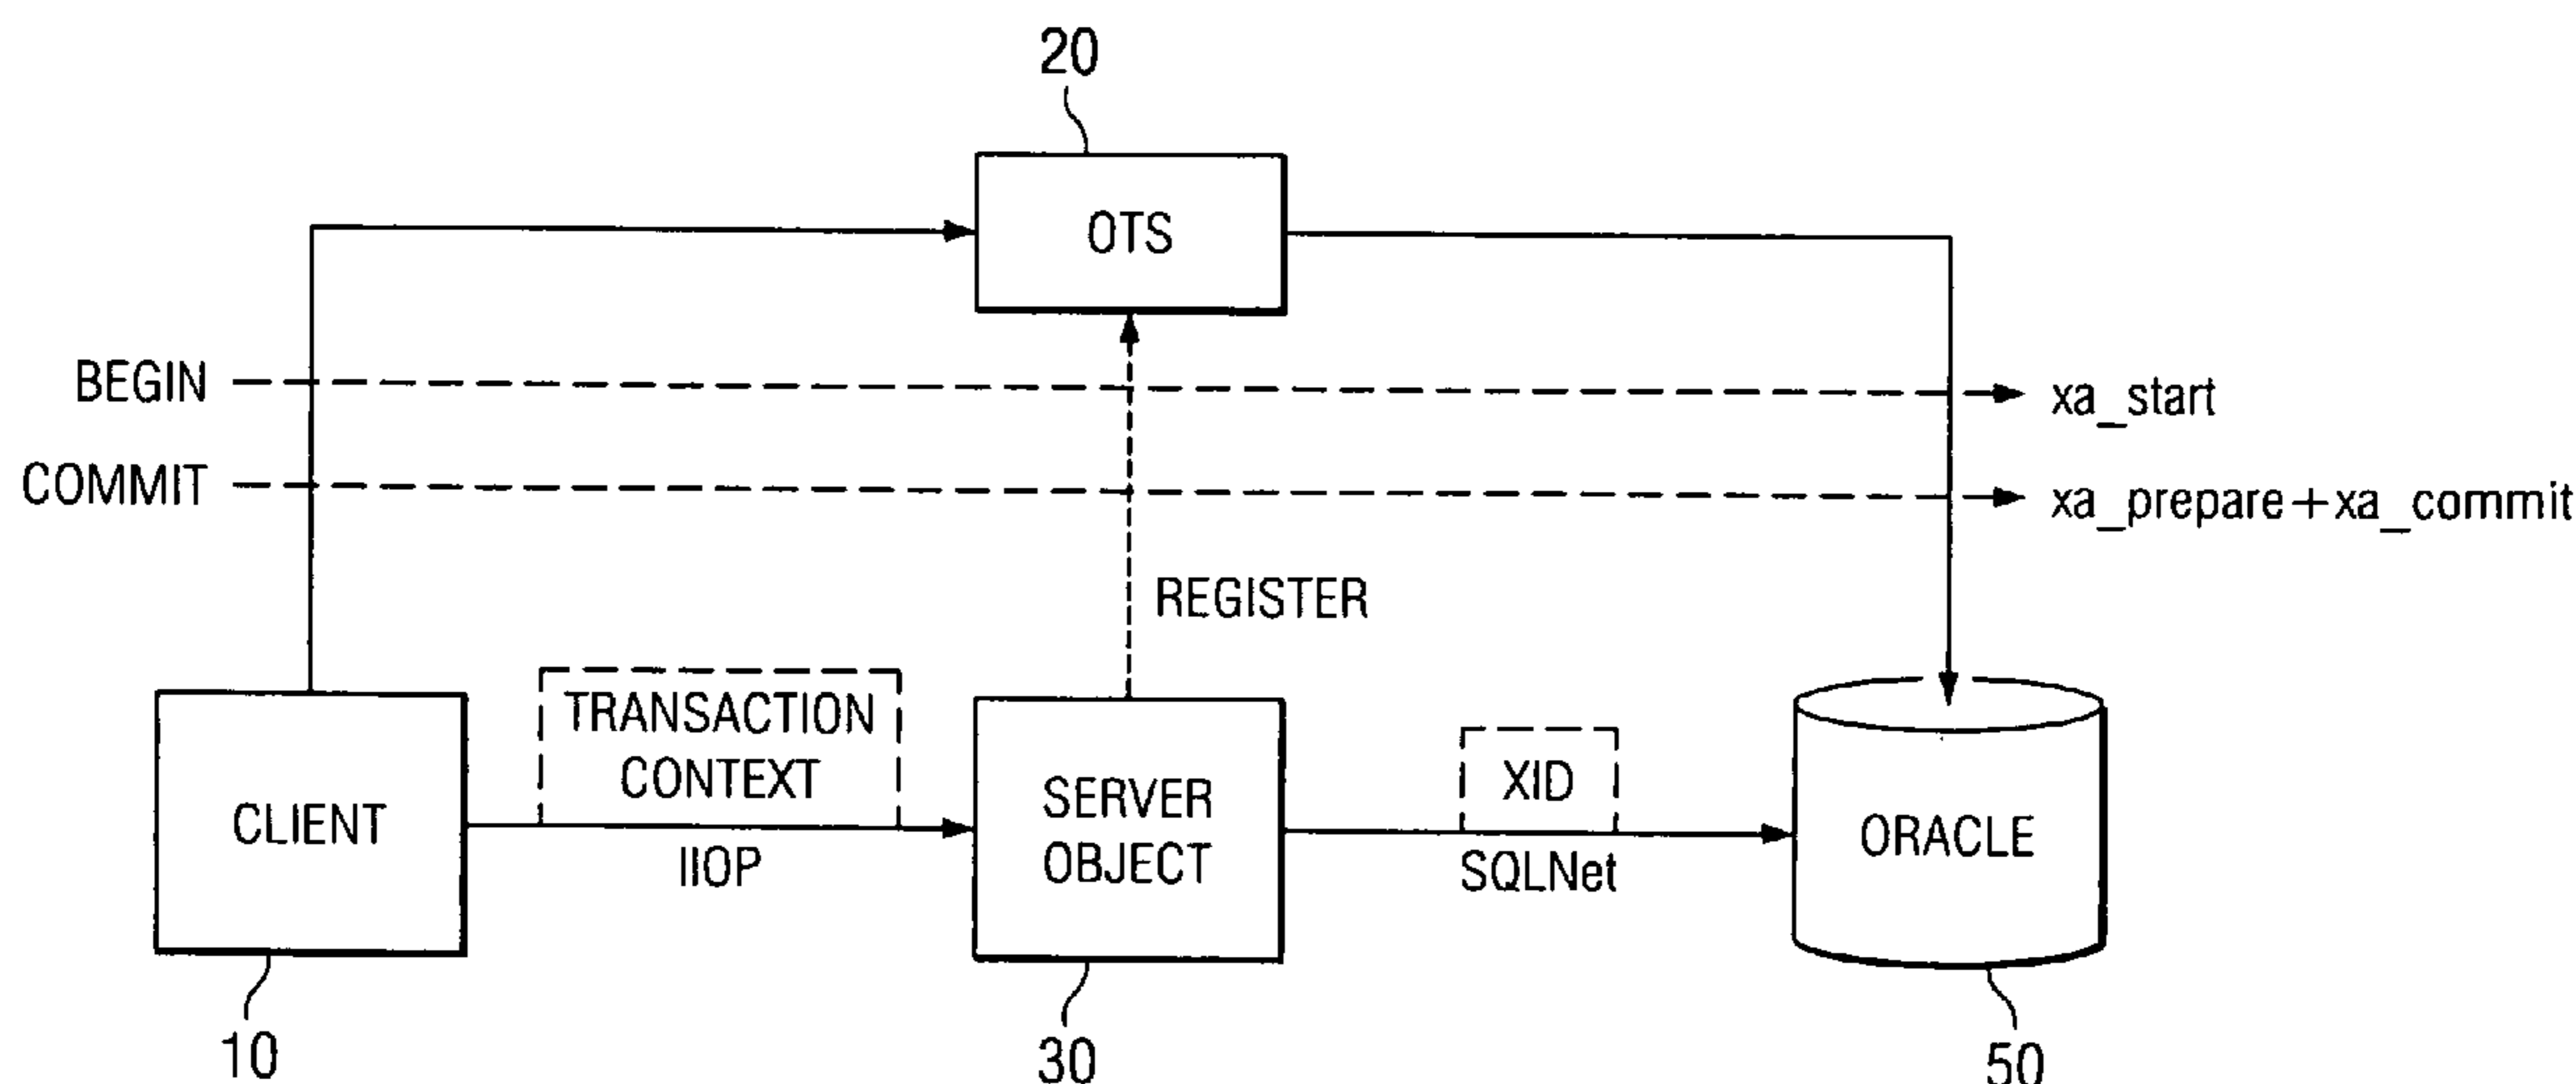 20
OTS
BEGIN
xa_start
COMMIT
xa_prepare+xa_commit
REGISTER
TRANSACTION
CONTEXT
XID
CLIENT
SERVER
OBJECT
ORACLE
IIOP
SQLNet
10
30
50